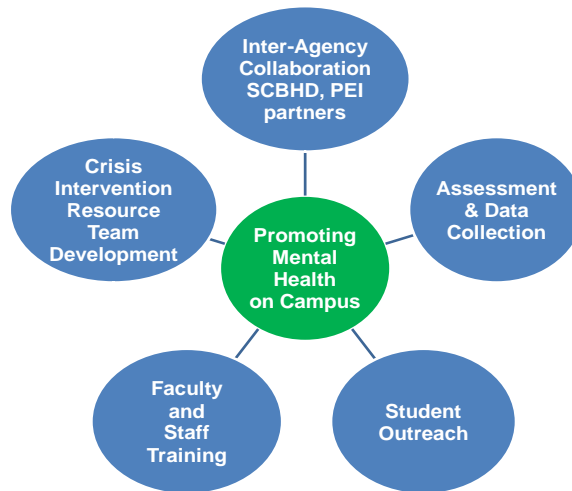 Inter-Agency
Collaboration
SCBHD, PEI
partners
Crisis
Intervention
Resource
Team
Development
Assessment
& Data
Collection
Promoting
Mental
Health
on Campus
Faculty
and
Staff
Training
Student
Outreach